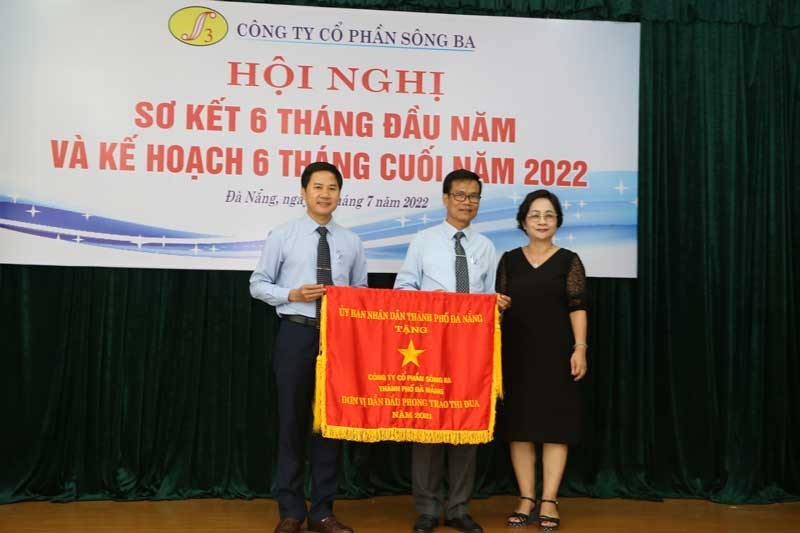 S3 CÔNG TY CỔ PHẦN SÔNG BA
HỘI NGHỊ
SƠ KẾT 6 THÁNG ĐẦU NĂM
VÀ KẾ HOẠCH 6 THÁNG CUỐI NĂM 2022
Đà Nẵng, tháng 7 năm 2022
ỦY BAN NHÂN DÂN THÀNH PHỐ ĐÀ NẴNG
TẶNG
CÔNG TY CỔ PHẦN SÔNG BA
THÀNH PHỐ ĐÀ NẴNG
ĐƠN VỊ DẪN ĐẦU PHONG TRÀO THI ĐUA
NĂM 2021